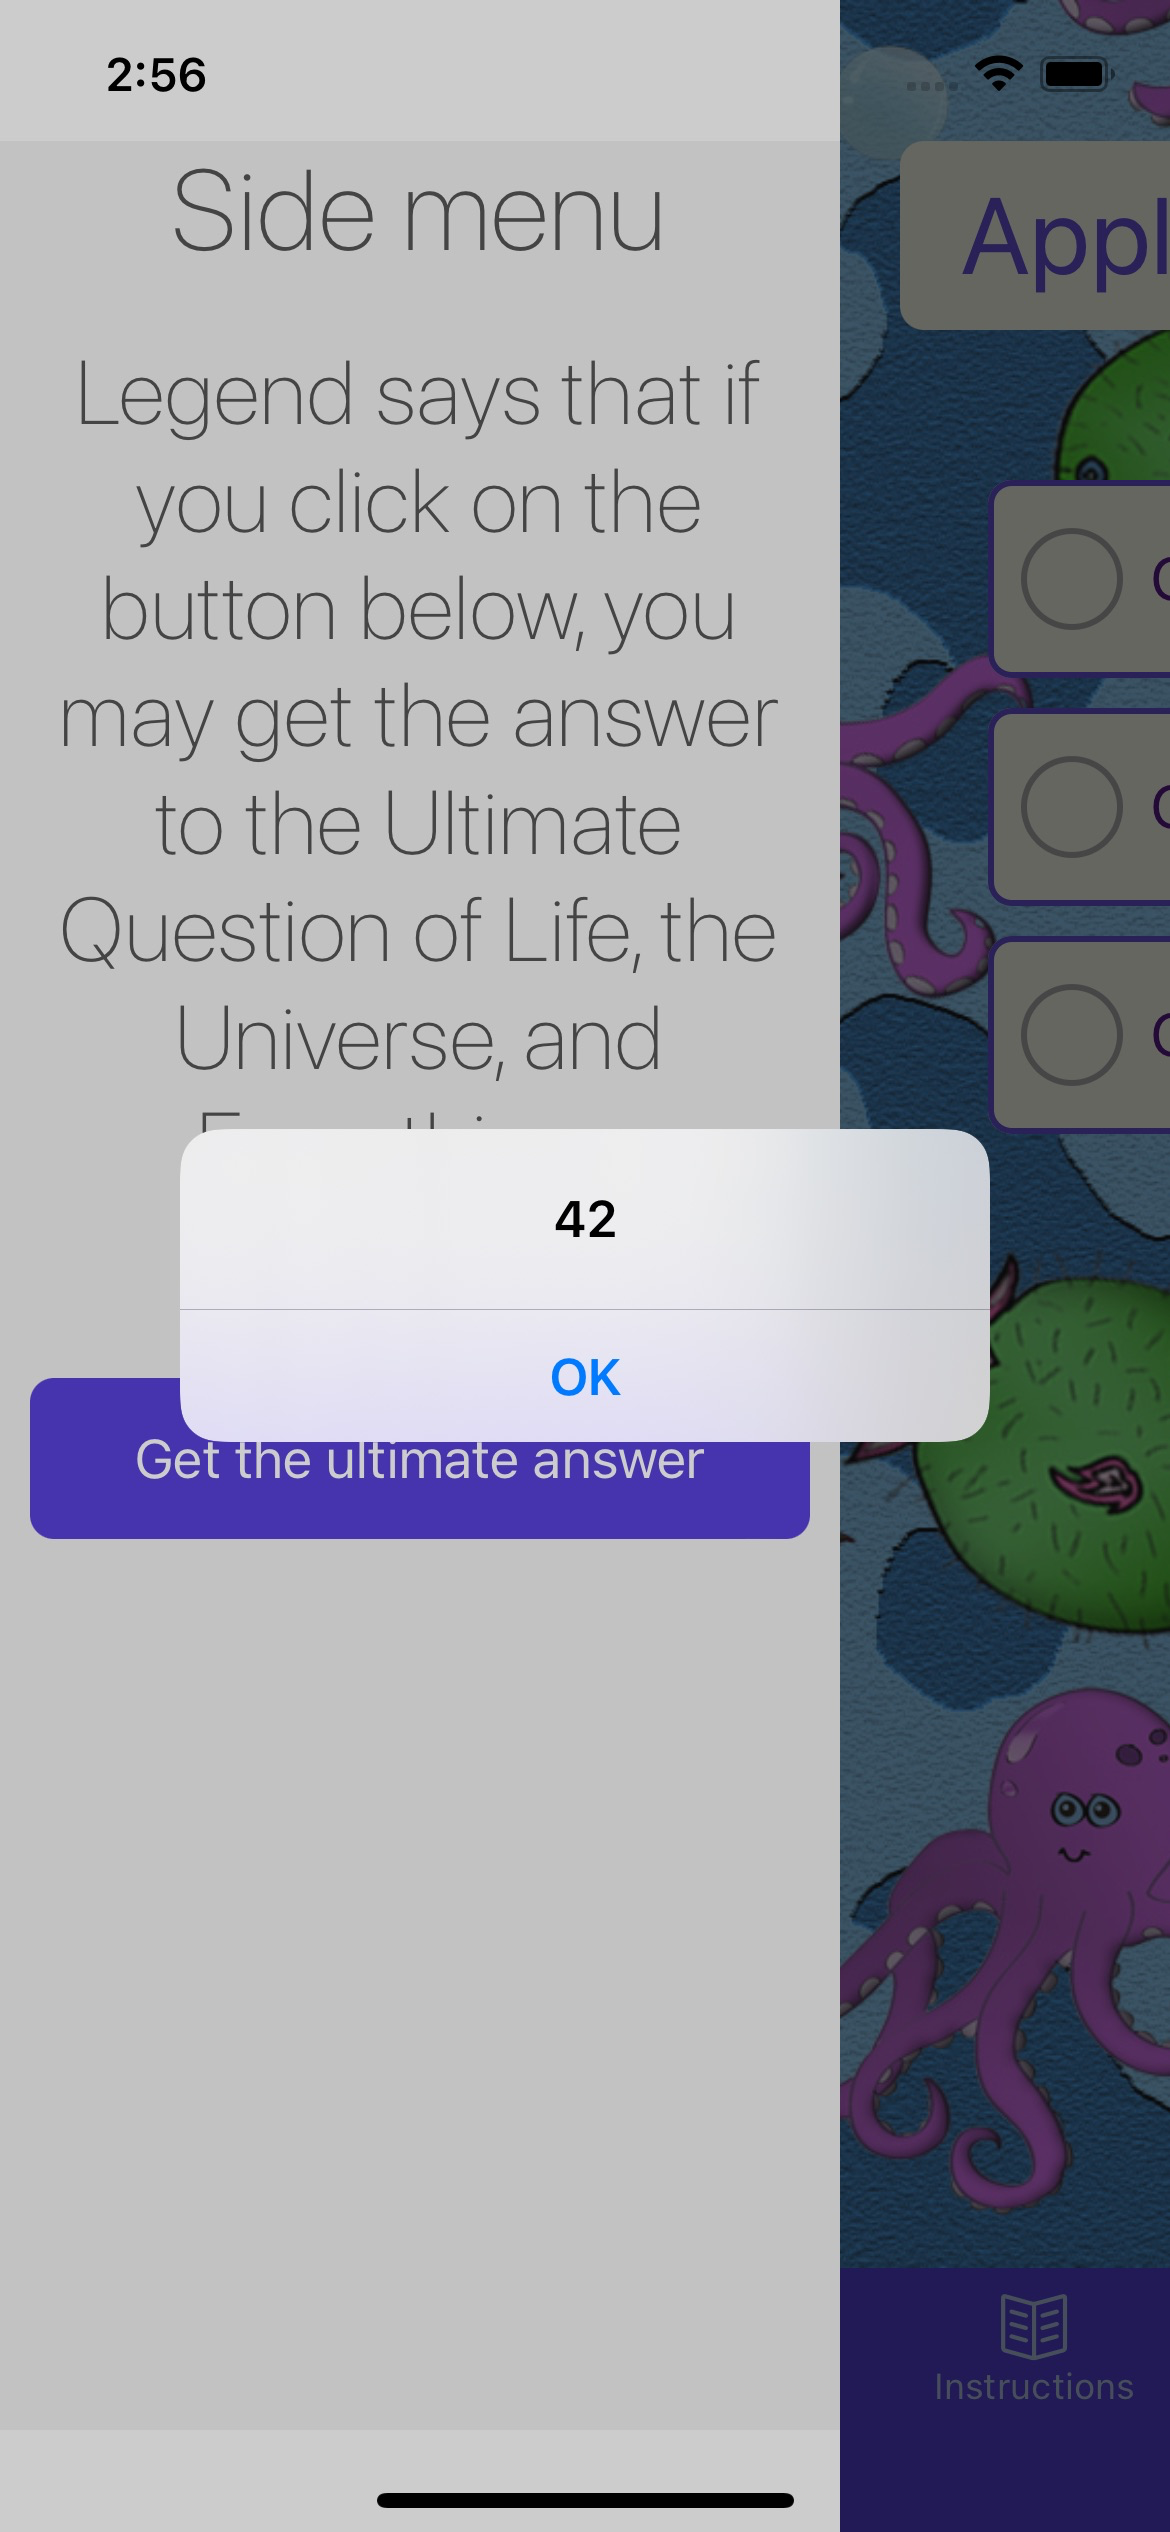 2:56
Side menu
Legend says that if
you click on the
button below, you
may get the answer
to the Ultimate
Question of Life, the
Universe, and
42
OK
Get the ultimate answer
Appl
Instructions